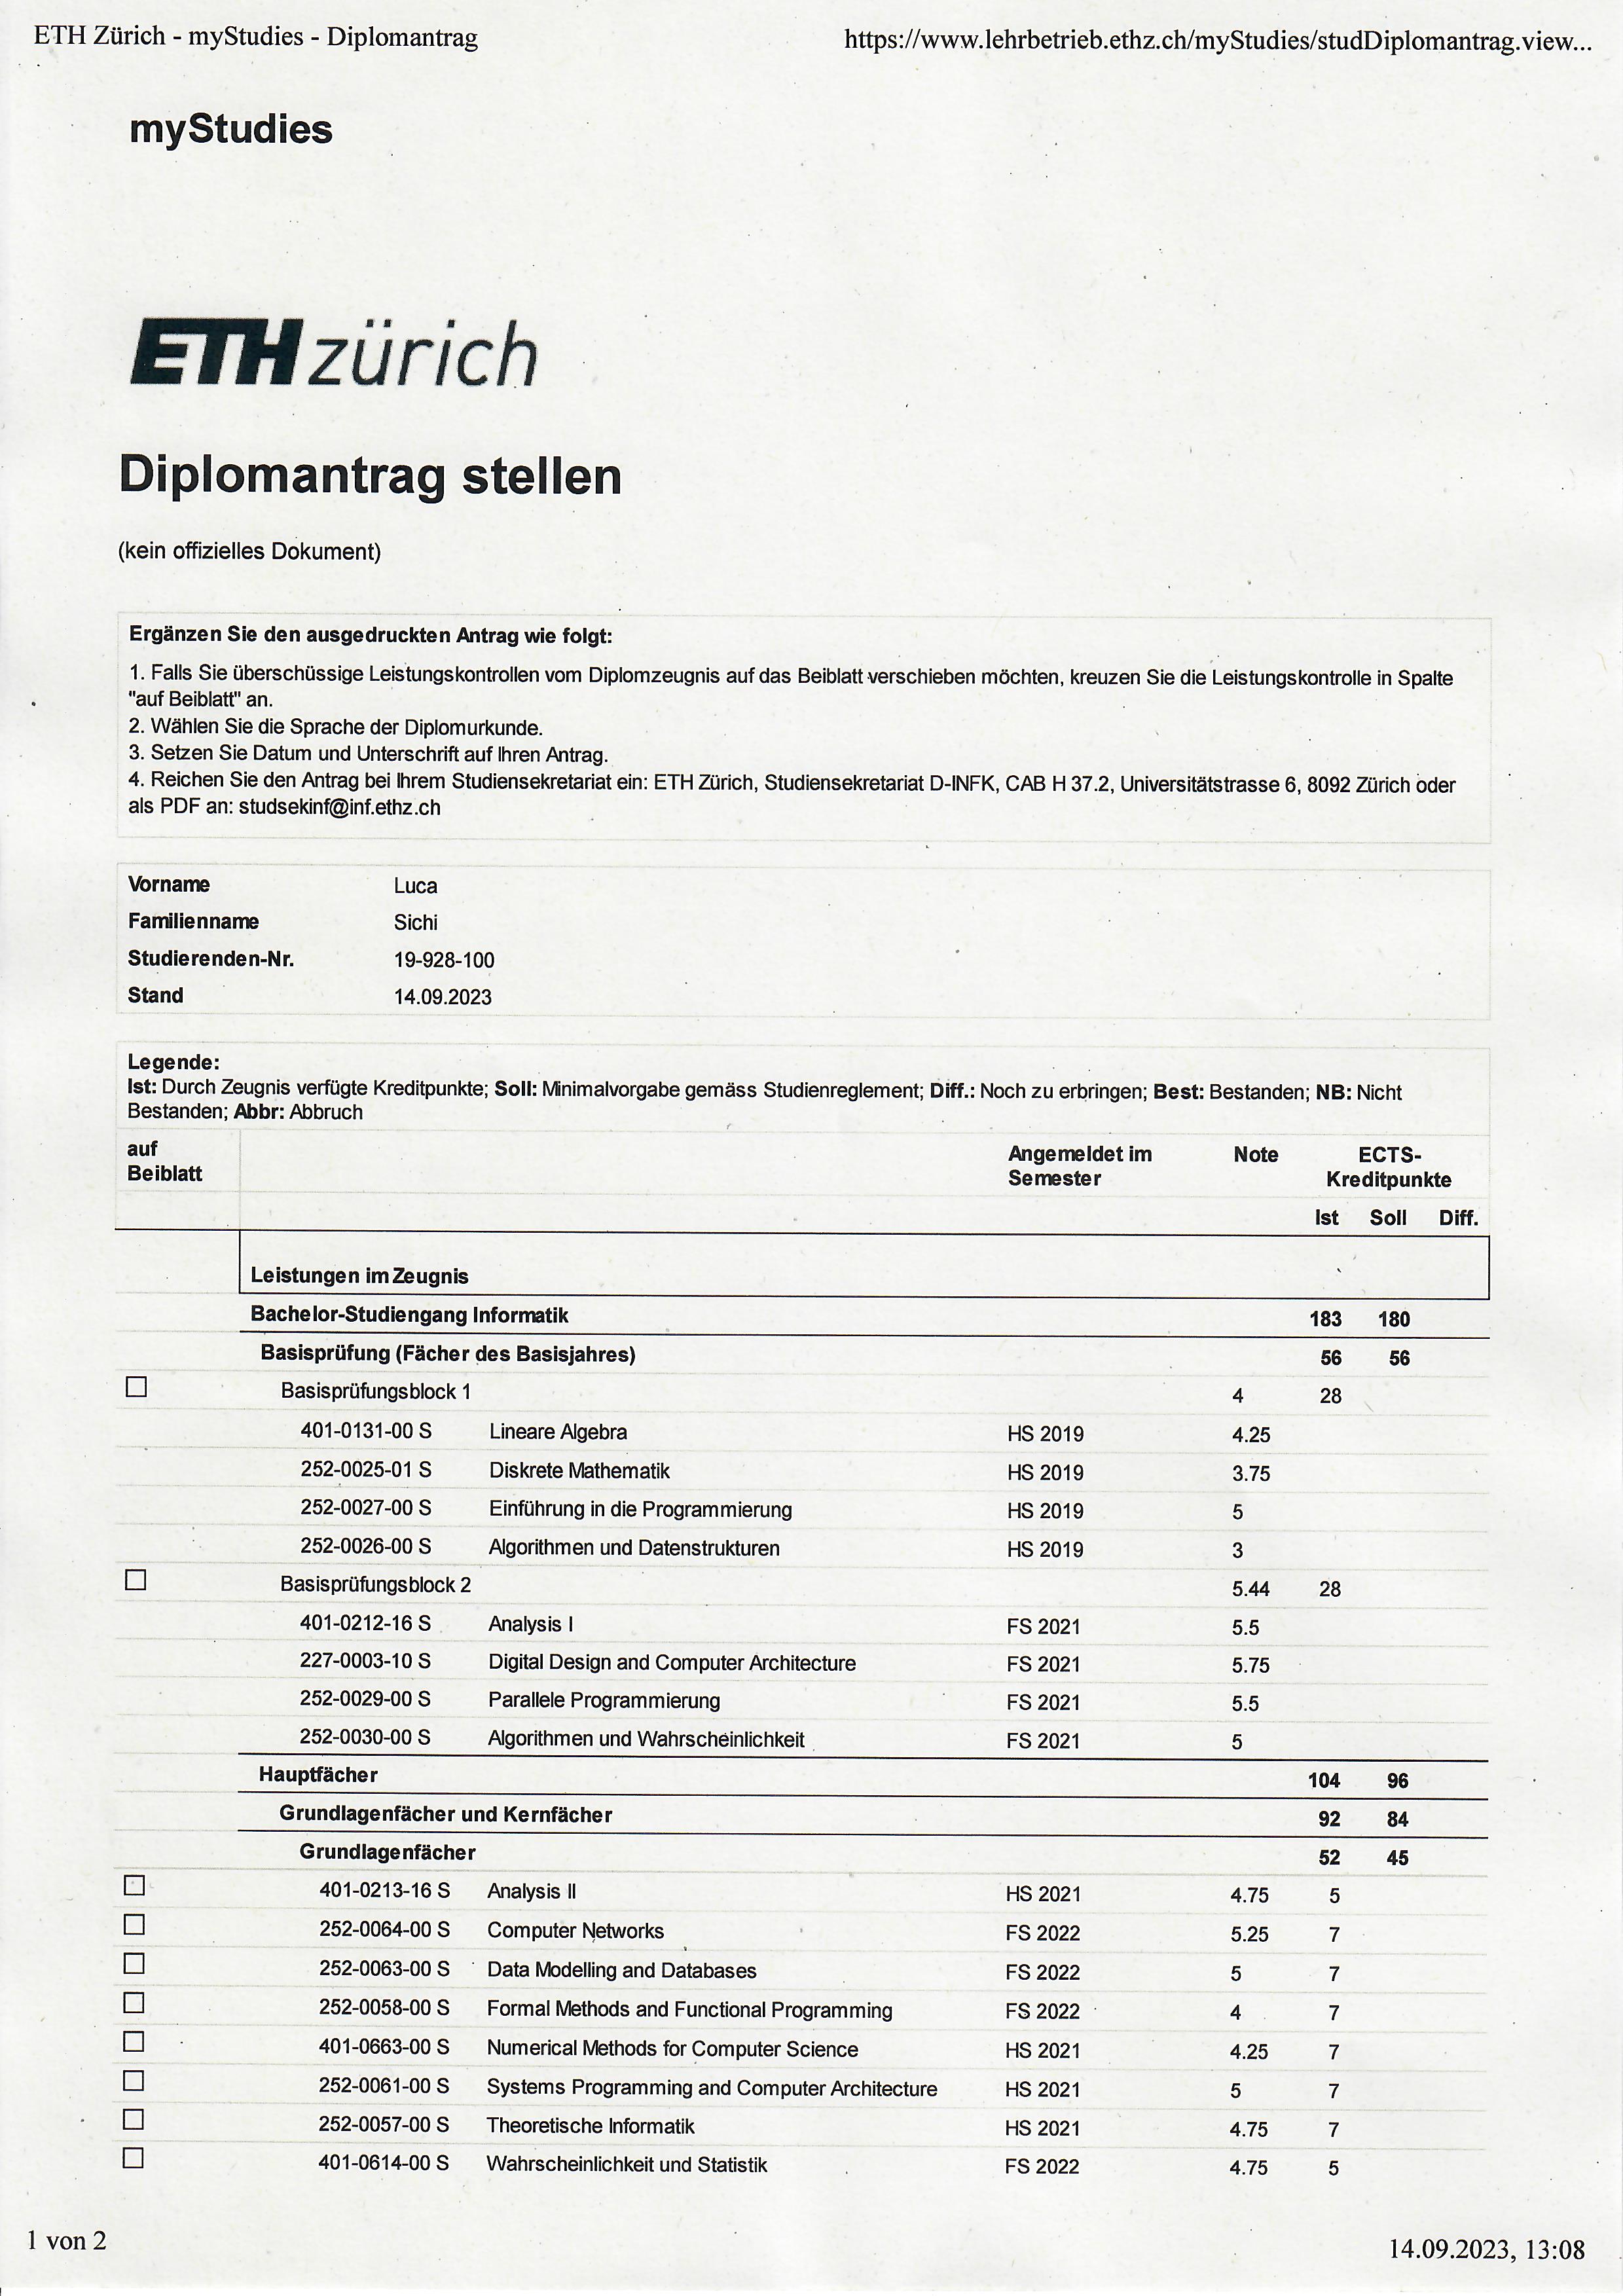 ETH Zürich - myStudies - Diplomantrag https://www.lehrbetrieb.ethz.ch/myStudies/studDiplomantrag.view...
myStudies
ETH zürich
Diplomantrag stellen
(kein offizielles Dokument)
Ergänzen Sie den ausgedruckten Antrag wie folgt:
1. Falls Sie überschüssige Leistungskontrollen vom Diplomzeugnis auf das Beiblatt verschieben möchten, kreuzen Sie die Leistungskontrolle in Spalte
"auf Beiblatt" an.
2. Wählen Sie die Sprache der Diplomurkunde.
3. Setzen Sie Datum und Unterschrift auf Ihren Antrag.
4. Reichen Sie den Antrag bei Ihrem Studiensekretariat ein: ETH Zürich, Studiensekretariat D-INFK, CAB H 37.2, Universitätstrasse 6, 8092 Zürich oder
als PDF an: studsekinf@inf.ethz.ch
Vorname Luca
Familienname Sichi
Studierenden-Nr. 19-928-100
Stand 14.09.2023
Legende:
Ist: Durch Zeugnis verfügte Kreditpunkte; Soll: Minimalvorgabe gemäss Studienreglement; Diff.: Noch zu erbringen; Best: Bestanden; NB: Nicht
Bestanden; Abbr: Abbruch
auf Angemeldet im Note ECTS-
Beiblatt Semester Kreditpunkte
Ist Soll Diff.
Leistungen im Zeugnis
Bachelor-Studiengang Informatik 183 180
Basisprüfung (Fächer des Basisjahres) 56 56
Basisprüfungsblock 1 4 28
401-0131-00 S Lineare Algebra HS 2019 4.25
252-0025-01 S Diskrete Mathematik HS 2019 3.75
252-0027-00 S Einführung in die Programmierung HS 2019 5
252-0026-00 S Algorithmen und Datenstrukturen HS 2019 3
Basisprüfungsblock 2 5.44 28
401-0212-16 S Analysis I FS 2021 5.5
227-0003-10 S Digital Design and Computer Architecture FS 2021 5.75
252-0029-00 S Parallele Programmierung FS 2021 5.5
252-0030-00 S Algorithmen und Wahrscheinlichkeit FS 2021 5
Hauptfächer 104 96
Grundlagenfächer und Kernfächer 92 84
Grundlagenfächer 52 45
401-0213-16 S Analysis II HS 2021 4.75 5
252-0064-00 S Computer Networks FS 2022 5.25 7
252-0063-00 S Data Modelling and Databases FS 2022 5 7
252-0058-00 S Formal Methods and Functional Programming FS 2022 4 7
401-0663-00 S Numerical Methods for Computer Science HS 2021 4.25 7
252-0061-00 S Systems Programming and Computer Architecture HS 2021 5 7
252-0057-00 S Theoretische Informatik HS 2021 4.75 7
401-0614-00 S Wahrscheinlichkeit und Statistik FS 2022 4.75 5
1 von 2 14.09.2023, 13:08